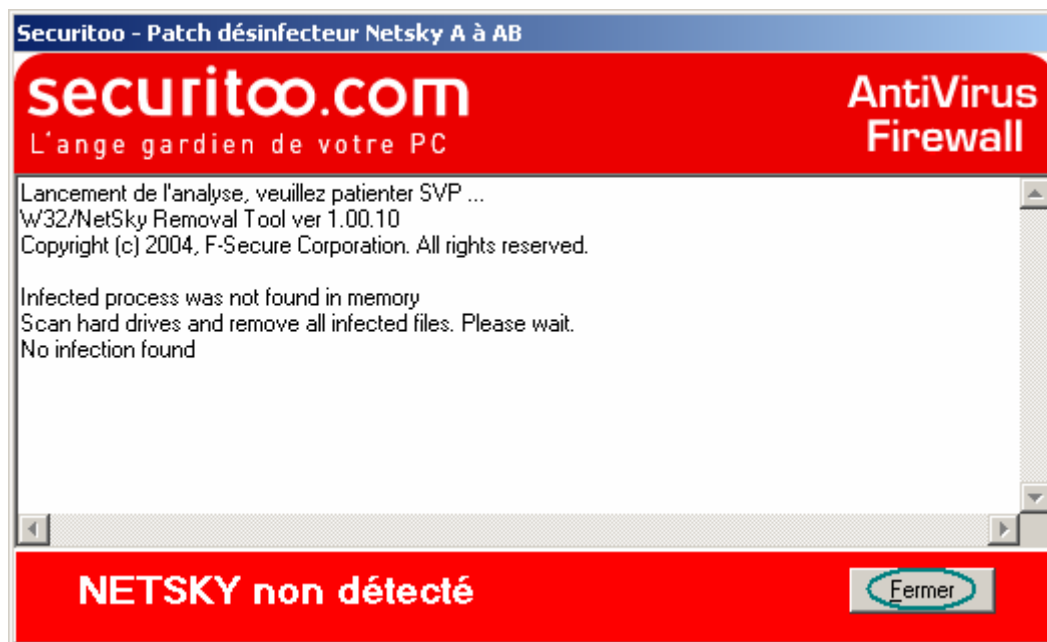 Securitoo - Patch désinfecteur Netsky A à AB
securitoo.com
L'ange gardien de votre PC
AntiVirus
Firewall
Lancement de l'analyse, veuillez patienter SVP ...
W32/NetSky Removal Tool ver 1.00.10
Copyright (c) 2004, F-Secure Corporation. All rights reserved.
Infected process was not found in memory
Scan hard drives and remove all infected files. Please wait.
No infection found
NETSKY non détecté
Fermer